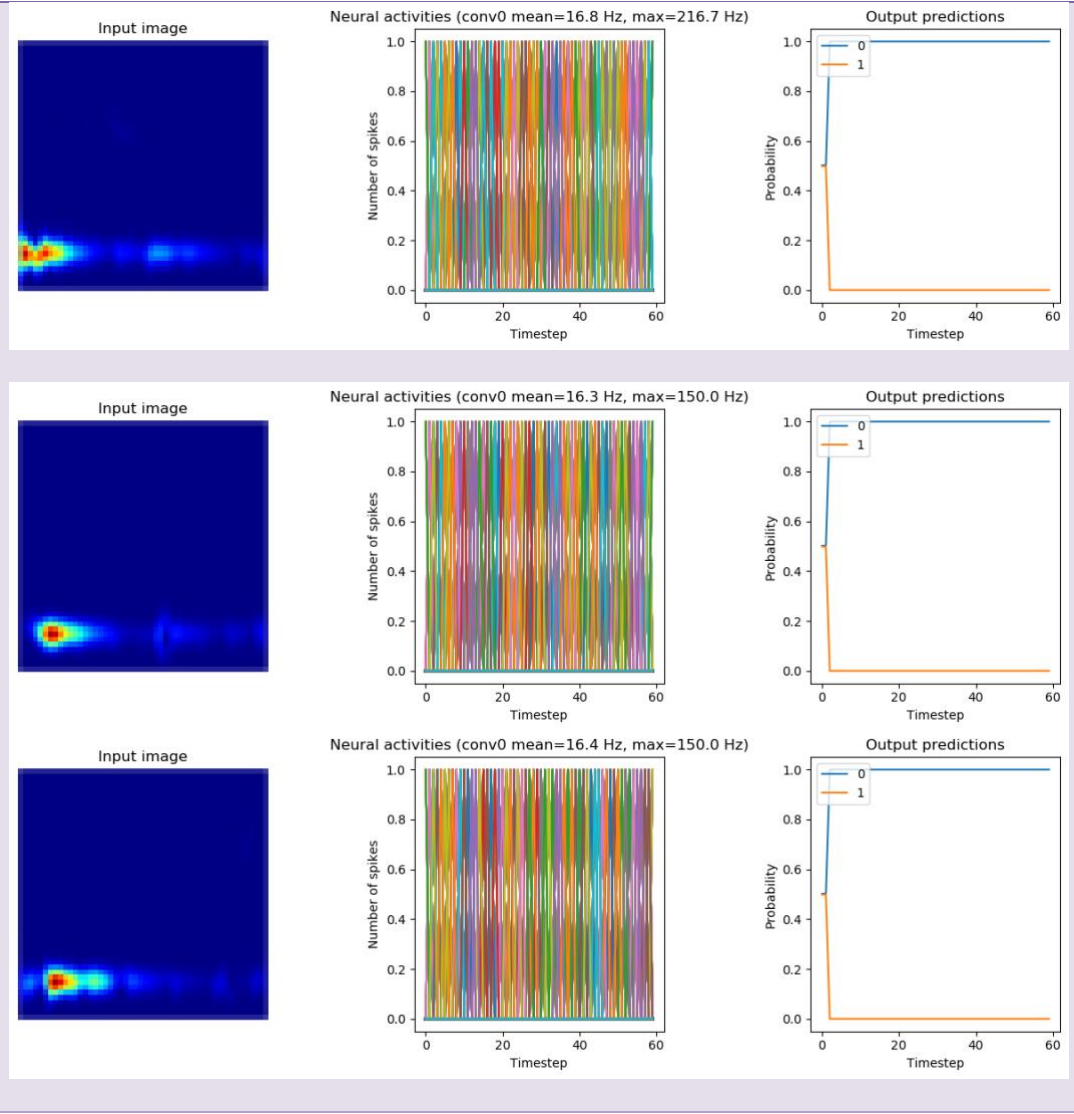 Input image
Neural activities (conv0 mean=16.8 Hz, max=216.7 Hz)
Output predictions
1.0
0.8
0.6
0.4
0.2
0.0
Number of spikes
0 20 40 60
Timestep
1.0
0.8
0.6
0.4
0.2
0.0
Probability
0
1
0 20 40 60
Timestep
Input image
Neural activities (conv0 mean=16.3 Hz, max=150.0 Hz)
Output predictions
1.0
0.8
0.6
0.4
0.2
0.0
Number of spikes
0 20 40 60
Timestep
1.0
0.8
0.6
0.4
0.2
0.0
Probability
0
1
0 20 40 60
Timestep
Input image
Neural activities (conv0 mean=16.4 Hz, max=150.0 Hz)
Output predictions
1.0
0.8
0.6
0.4
0.2
0.0
Number of spikes
0 20 40 60
Timestep
1.0
0.8
0.6
0.4
0.2
0.0
Probability
0
1
0 20 40 60
Timestep